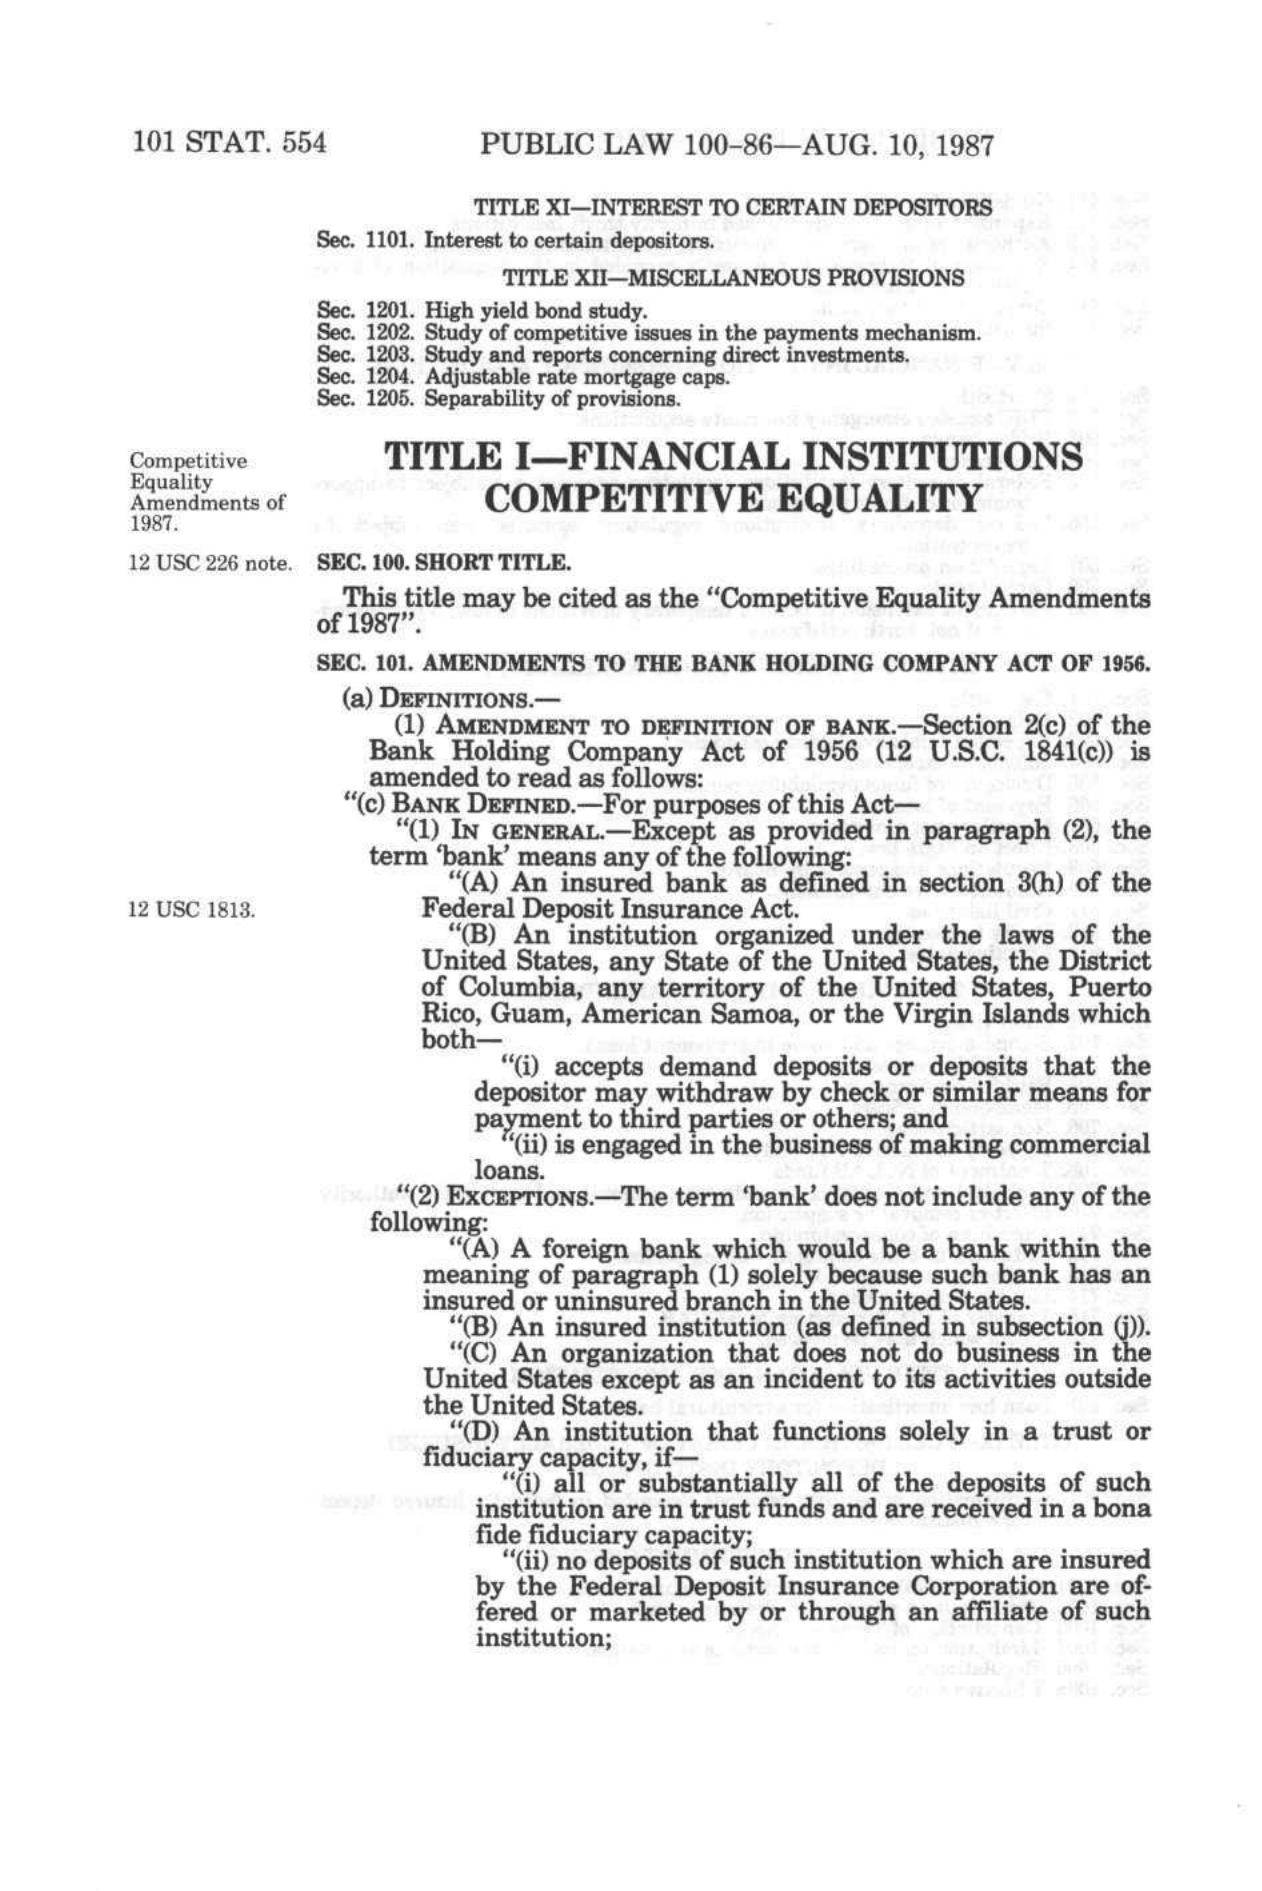 101 STAT. 554 PUBLIC LAW 100-86—AUG. 10, 1987
TITLE XI—INTEREST TO CERTAIN DEPOSITORS
Sec. 1101. Interest to certain depositors.
TITLE XII—MISCELLANEOUS PROVISIONS
Sec. 1201. High yield bond study.
Sec. 1202. Study of competitive issues in the payments mechanism.
Sec. 1203. Study and reports concerning direct investments.
Sec. 1204. Adjustable rate mortgage caps.
Sec. 1205. Separability of provisions.
Competitive
Equality
Amendments of
1987.
TITLE I—FINANCIAL INSTITUTIONS
COMPETITIVE EQUALITY
12 USC 226 note.
SEC. 100. SHORT TITLE.
This title may be cited as the "Competitive Equality Amendments
of 1987".
SEC. 101. AMENDMENTS TO THE BANK HOLDING COMPANY ACT OF 1956.
(a) DEFINITIONS.—
(1) AMENDMENT TO DEFINITION OF BANK.—Section 2(c) of the
Bank Holding Company Act of 1956 (12 U.S.C. 1841(c)) is
amended to read as follows:
"(c) BANK DEFINED.—For purposes of this Act—
"(1) IN GENERAL.—Except as provided in paragraph (2), the
term 'bank' means any of the following:
"(A) An insured bank as defined in section 3(h) of the
12 USC 1813.
Federal Deposit Insurance Act.
"(B) An institution organized under the laws of the
United States, any State of the United States, the District
of Columbia, any territory of the United States, Puerto
Rico, Guam, American Samoa, or the Virgin Islands which
both—
"(i) accepts demand deposits or deposits that the
depositor may withdraw by check or similar means for
payment to third parties or others; and
"(ii) is engaged in the business of making commercial
loans.
"(2) EXCEPTIONS.—The term 'bank' does not include any of the
following:
"(A) A foreign bank which would be a bank within the
meaning of paragraph (1) solely because such bank has an
insured or uninsured branch in the United States.
"(B) An insured institution (as defined in subsection (j)).
"(C) An organization that does not do business in the
United States except as an incident to its activities outside
the United States.
"(D) An institution that functions solely in a trust or
fiduciary capacity, if—
"(i) all or substantially all of the deposits of such
institution are in trust funds and are received in a bona
fide fiduciary capacity;
"(ii) no deposits of such institution which are insured
by the Federal Deposit Insurance Corporation are of-
fered or marketed by or through an affiliate of such
institution;